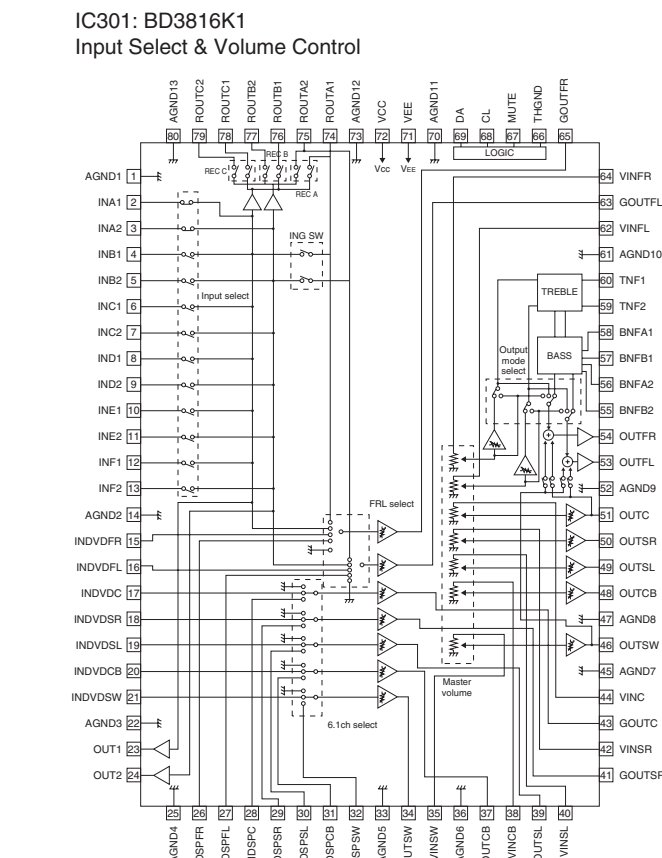 IC301: BD3816K1
Input Select & Volume Control
AGND13
ROUTC2
ROUTC1
ROUTB2
ROUTB1
ROUTA2
ROUTA1
AGND12
VCC
VEE
AGND11
DA
CL
MUTE
THGND
GOUTFR
80 79 78 77 76 75 74 73 72 71 70 69 68 67 66 65
LOGIC
REC B
REC C
REC A
Vcc
VEE
AGND1 1
INA1 2
INA2 3
INB1 4
INB2 5
INC1 6
INC2 7
IND1 8
IND2 9
INE1 10
INE2 11
INF1 12
INF2 13
AGND2 14
INDVDFR 15
INDVDFL 16
INDVDC 17
INDVDSR 18
INDVDSL 19
INDVDCB 20
INDVDSW 21
AGND3 22
OUT1 23
OUT2 24
ING SW
Input select
FRL select
6.1ch select
TREBLE
BASS
Output
mode
select
Master
volume
64 VINFR
63 GOUTFL
62 VINFL
61 AGND10
60 TNF1
59 TNF2
58 BNFA1
57 BNFB1
56 BNFA2
55 BNFB2
54 OUTFR
53 OUTFL
52 AGND9
51 OUTC
50 OUTSR
49 OUTSL
48 OUTCB
47 AGND8
46 OUTSW
45 AGND7
44 VINC
43 GOUTC
42 VINSR
41 GOUTSR
25 26 27 28 29 30 31 32 33 34 35 36 37 38 39 40